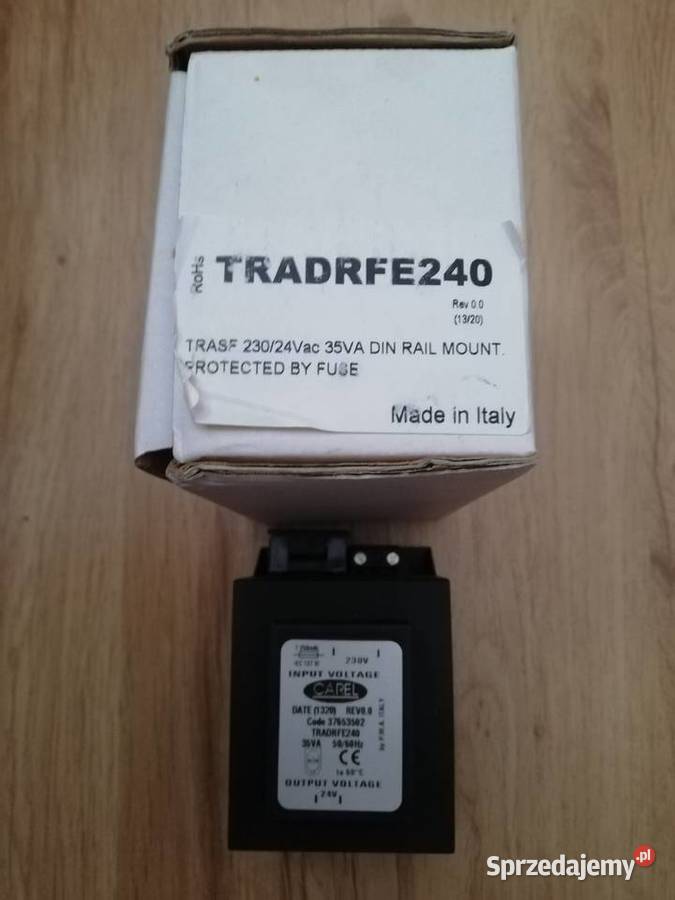 RoHs
TRADRFE240
Rev 0.0
(13/20)
TRASF 230/24Vac 35VA DIN RAIL MOUNT.
PROTECTED BY FUSE
Made in Italy
230V
INPUT VOLTAGE
CAREL
DATE (1320) REV0.0
Code 37653502
TRADRFE240
35VA 50/60Hz
CE
ta 60°C
by P.M.A. ITALY
OUTPUT VOLTAGE
24V
Sprzedajemy.pl